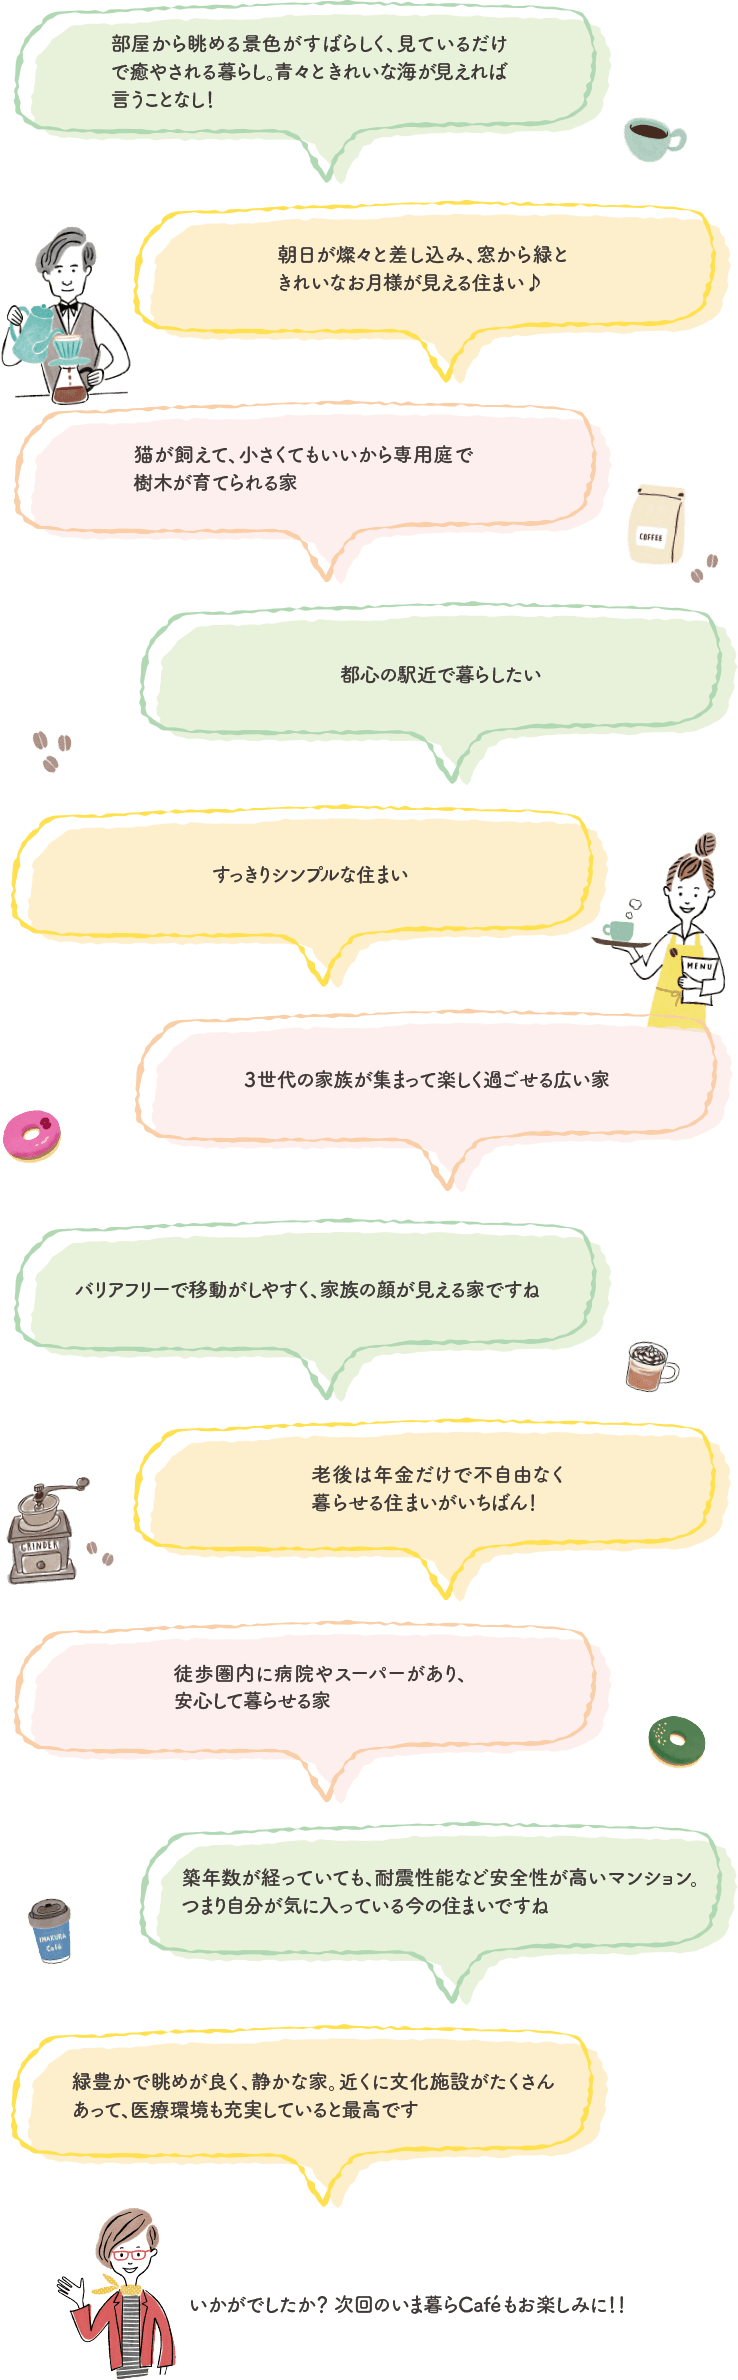 部屋から眺める景色がすばらしく、見ているだけ
で癒やされる暮らし。青々ときれいな海が見えれば
言うことなし！
朝日が燦々と差し込み、窓から緑と
きれいなお月様が見える住まい♪
猫が飼えて、小さくてもいいから専用庭で
樹木が育てられる家
COFFEE
都心の駅近で暮らしたい
すっきりシンプルな住まい
MENU
3世代の家族が集まって楽しく過ごせる広い家
バリアフリーで移動がしやすく、家族の顔が見える家ですね
老後は年金だけで不自由なく
暮らせる住まいがいちばん！
GRINDER
徒歩圏内に病院やスーパーがあり、
安心して暮らせる家
築年数が経っていても、耐震性能など安全性が高いマンション。
つまり自分が気に入っている今の住まいですね
IMAKURA
Café
緑豊かで眺めが良く、静かな家。近くに文化施設がたくさん
あって、医療環境も充実していると最高です
いかがでしたか？ 次回のいま暮らCaféもお楽しみに！！